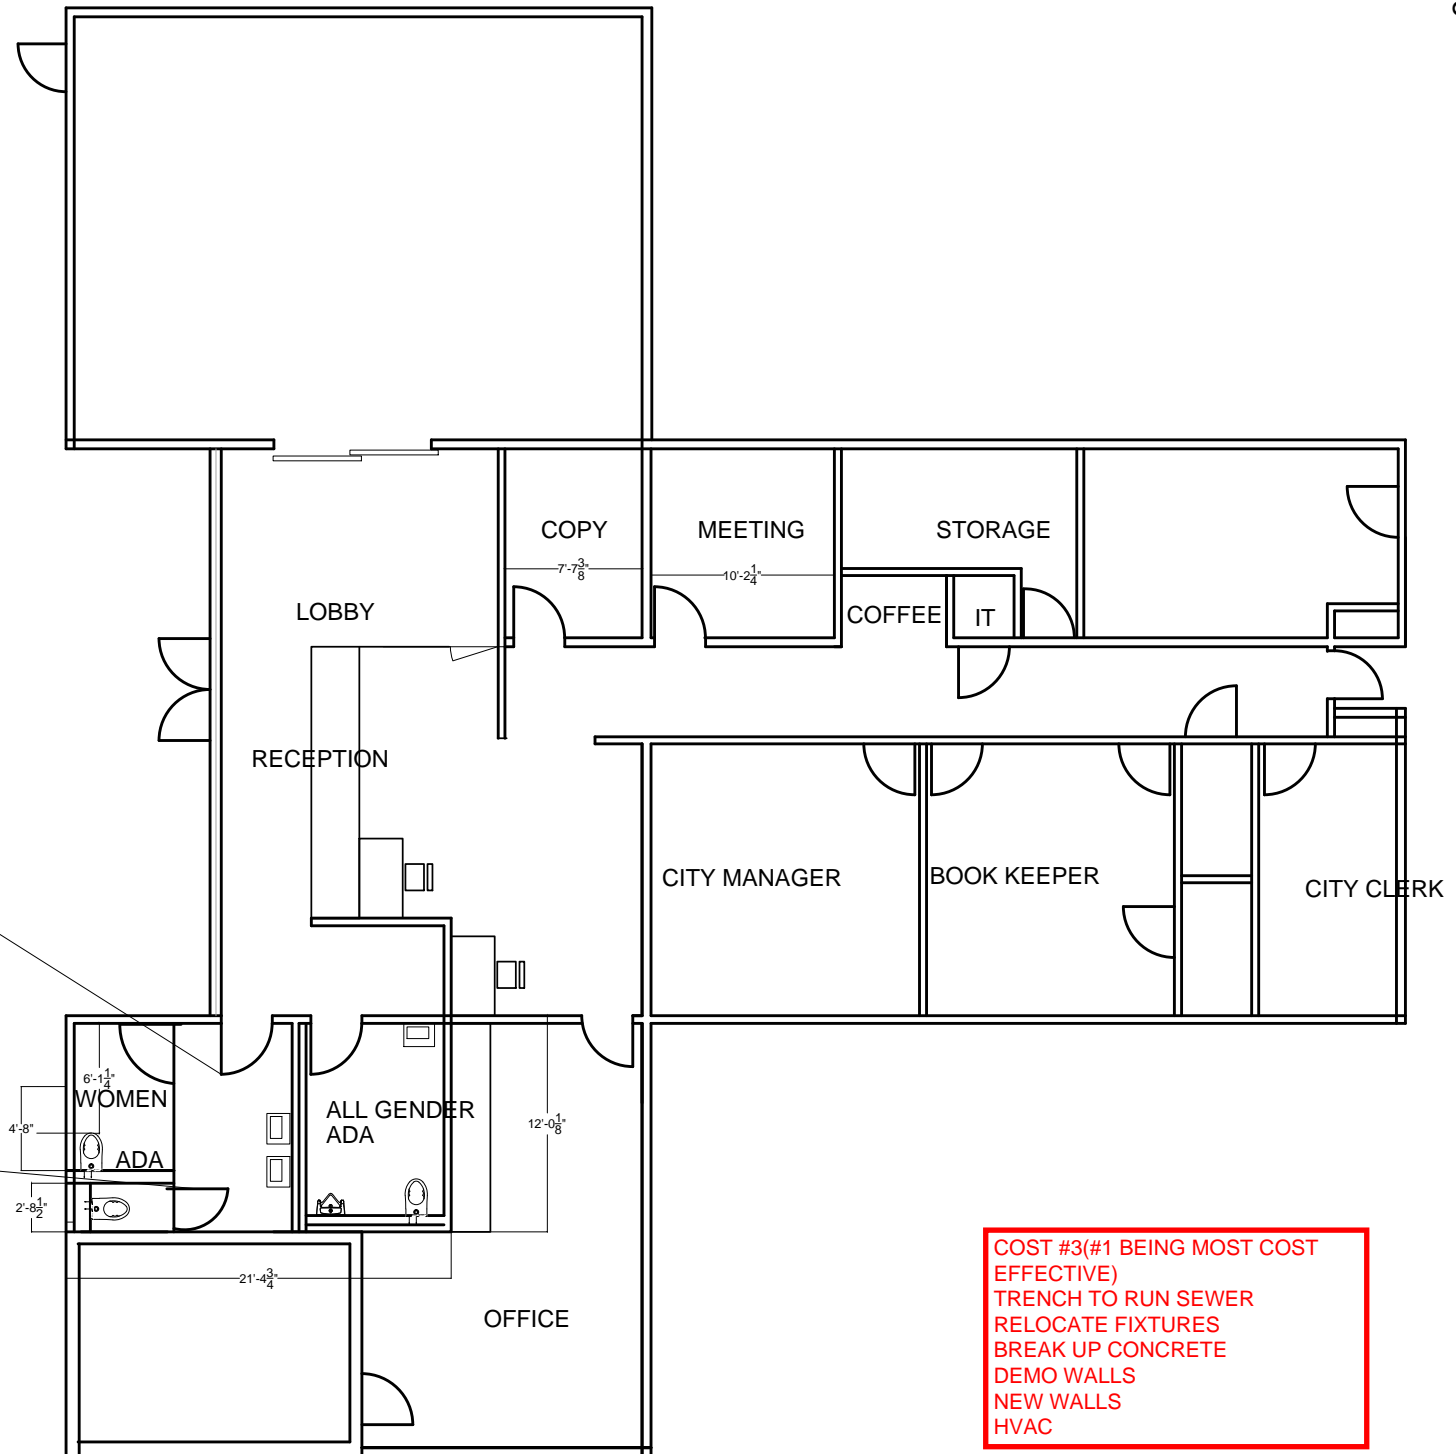 COPY
MEETING
STORAGE
7'-7 3/8"
10'-2 1/4"
LOBBY
COFFEE
IT
RECEPTION
CITY MANAGER
BOOK KEEPER
CITY CLERK
6'-1 1/4"
WOMEN
4'-8"
ALL GENDER
ADA
12'-0 1/8"
ADA
2'-8 1/2"
21'-4 3/4"
OFFICE
COST #3(#1 BEING MOST COST
EFFECTIVE)
TRENCH TO RUN SEWER
RELOCATE FIXTURES
BREAK UP CONCRETE
DEMO WALLS
NEW WALLS
HVAC